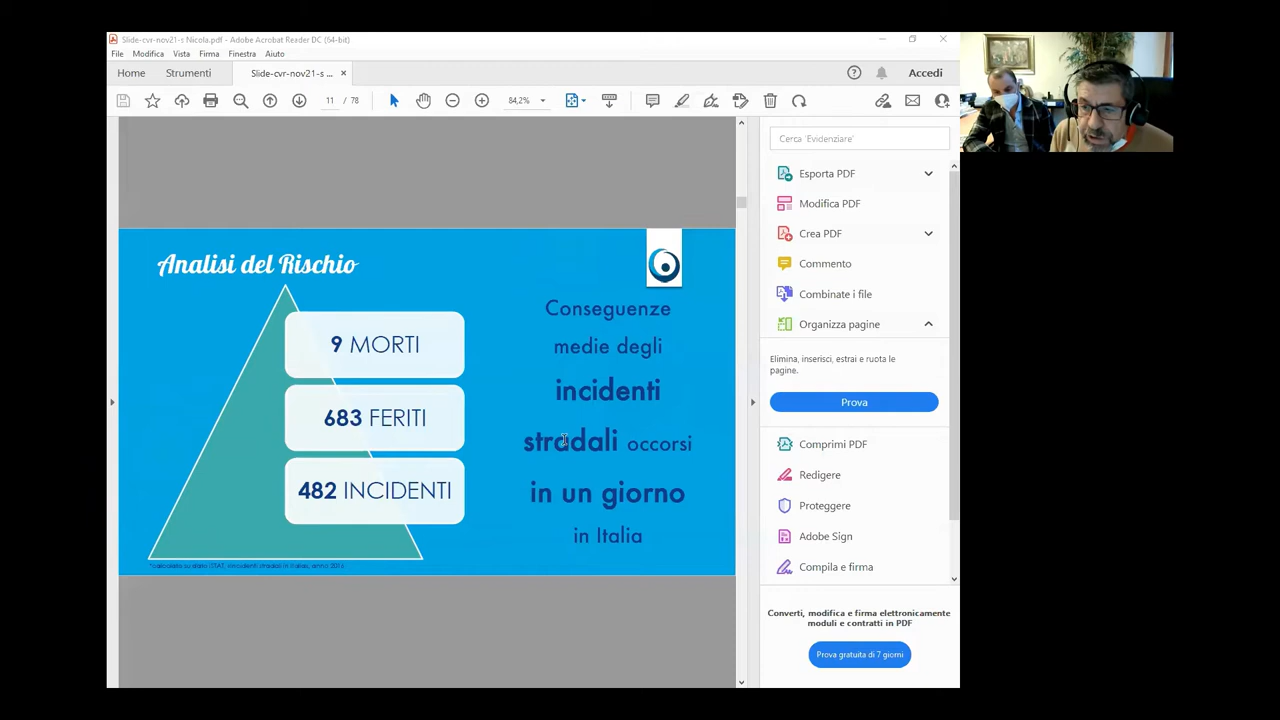 Slide-cvr-nov21-s Nicola.pdf - Adobe Acrobat Reader DC (64-bit)
File Modifica Vista Firma Finestra Aiuto
Home Strumenti Slide-cvr-nov21-s ... × Accedi
11 / 78 84,2%
Cerca 'Evidenziare'
Esporta PDF
Modifica PDF
Crea PDF
Commento
Combinate i file
Organizza pagine
Elimina, inserisci, estrai e ruota le
pagine.
Prova
Comprimi PDF
Redigere
Proteggere
Adobe Sign
Compila e firma
Converti, modifica e firma elettronicamente
moduli e contratti in PDF
Prova gratuita di 7 giorni
Analisi del Rischio
9 MORTI
683 FERITI
482 INCIDENTI
Conseguenze
medie degli
incidenti
stradali occorsi
in un giorno
in Italia